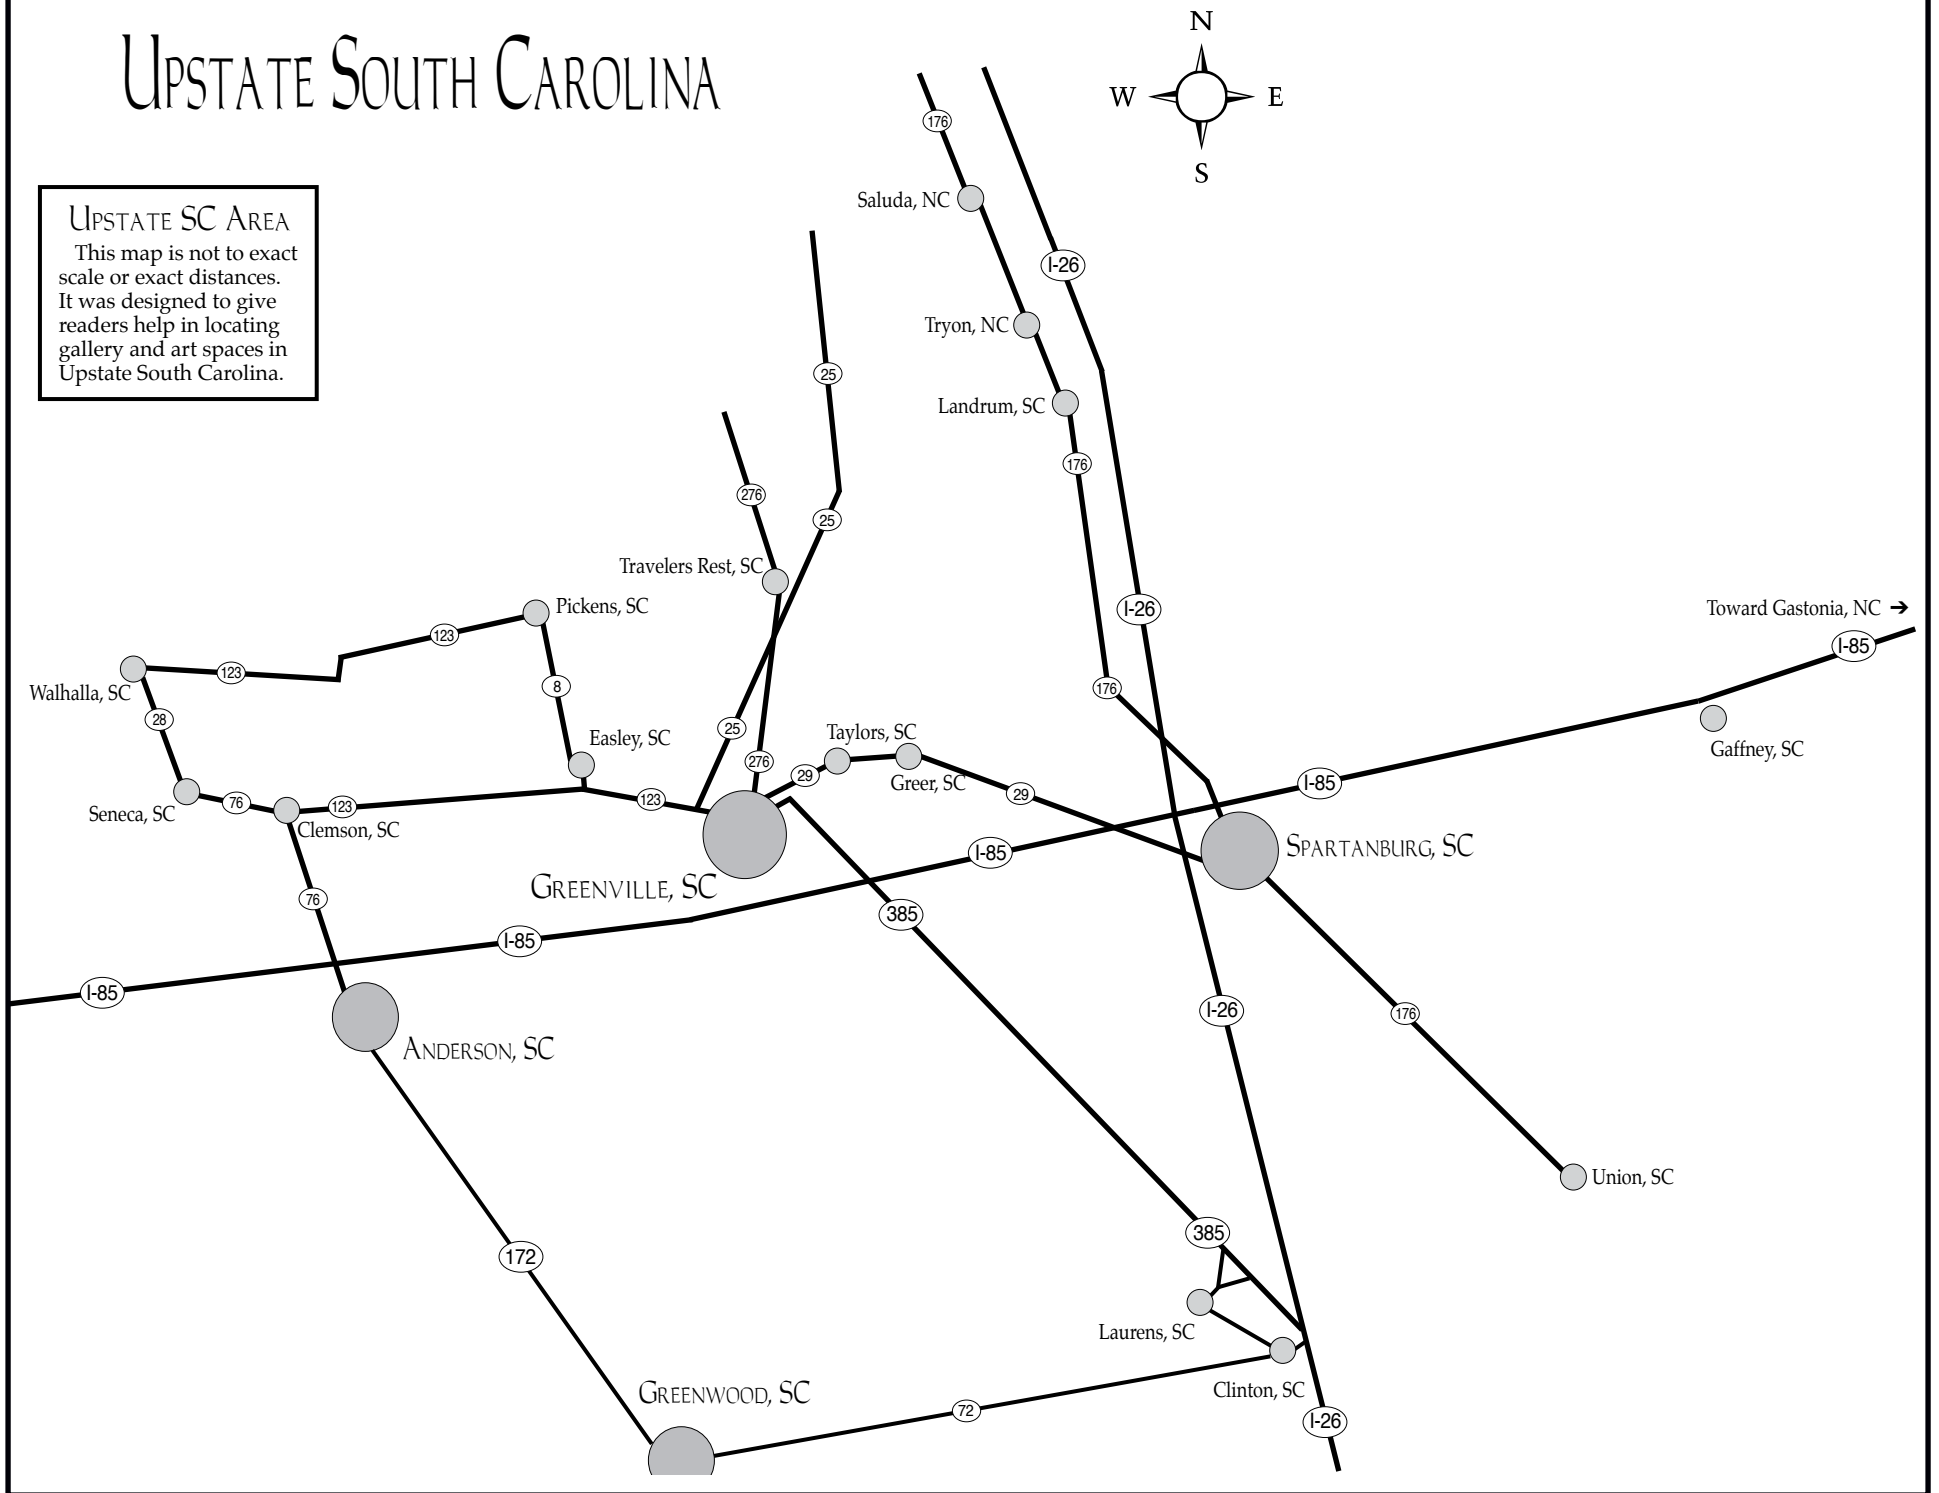 Upstate South Carolina
N
W E
S
176
Saluda, NC
Upstate SC Area
This map is not to exact
scale or exact distances.
It was designed to give
readers help in locating
gallery and art spaces in
Upstate South Carolina.
I-26
Tryon, NC
25
Landrum, SC
176
276
25
Travelers Rest, SC
Pickens, SC
I-26
Toward Gastonia, NC ➔
123
I-85
123
8
176
Walhalla, SC
28
25
Taylors, SC
Gaffney, SC
Easley, SC
276
29
Greer, SC
29
I-85
Seneca, SC
76
123
123
Clemson, SC
Spartanburg, SC
I-85
Greenville, SC
76
385
I-85
I-85
I-26
176
Anderson, SC
Union, SC
385
172
Laurens, SC
Greenwood, SC
Clinton, SC
72
I-26